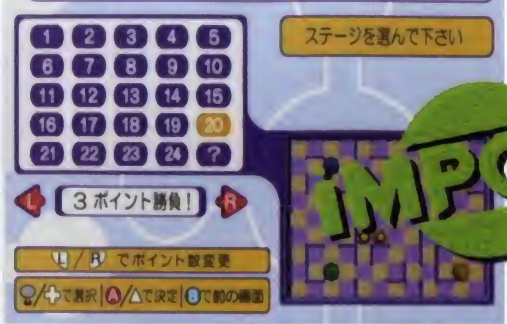 ステージを選んで下さい
1 2 3 4 5
6 7 8 9 10
11 12 13 14 15
16 17 18 19 20
21 22 23 24 ?
L 3 ポイント勝負! R
L / R でポイント数変更
で選択 A/△で決定 Bで前の画面
iMPO